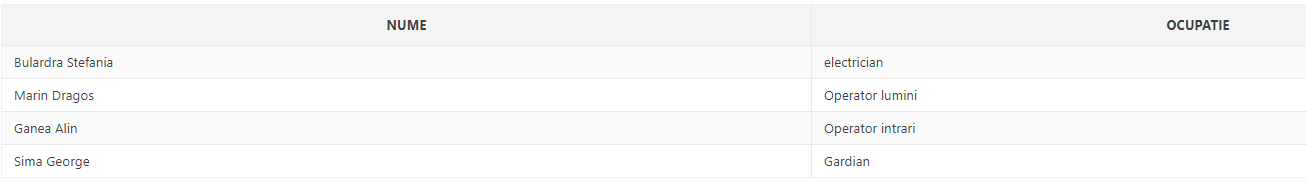 NUME OCUPATIE
Bulardra Stefania electrician
Marin Dragos Operator lumini
Ganea Alin Operator intrari
Sima George Gardian